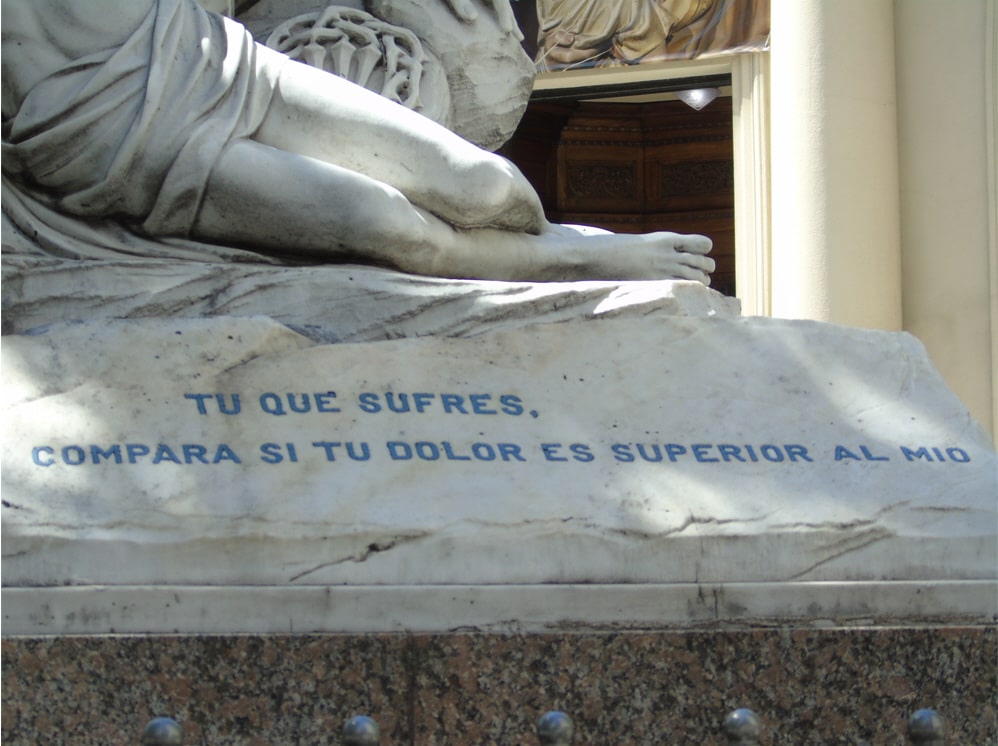 TU QUE SUFRES,
COMPARA SI TU DOLOR ES SUPERIOR AL MIO